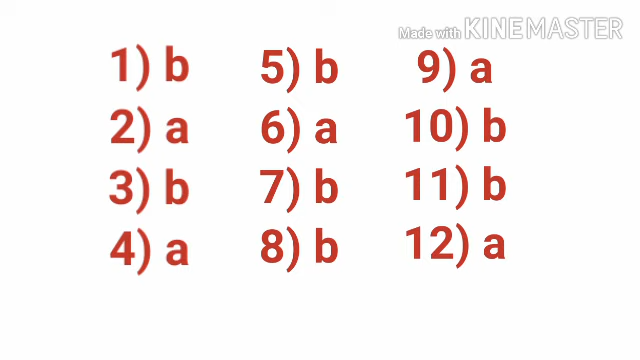 Made with KINEMASTER
1) b
2) a
3) b
4) a
5) b
6) a
7) b
8) b
9) a
10) b
11) b
12) a